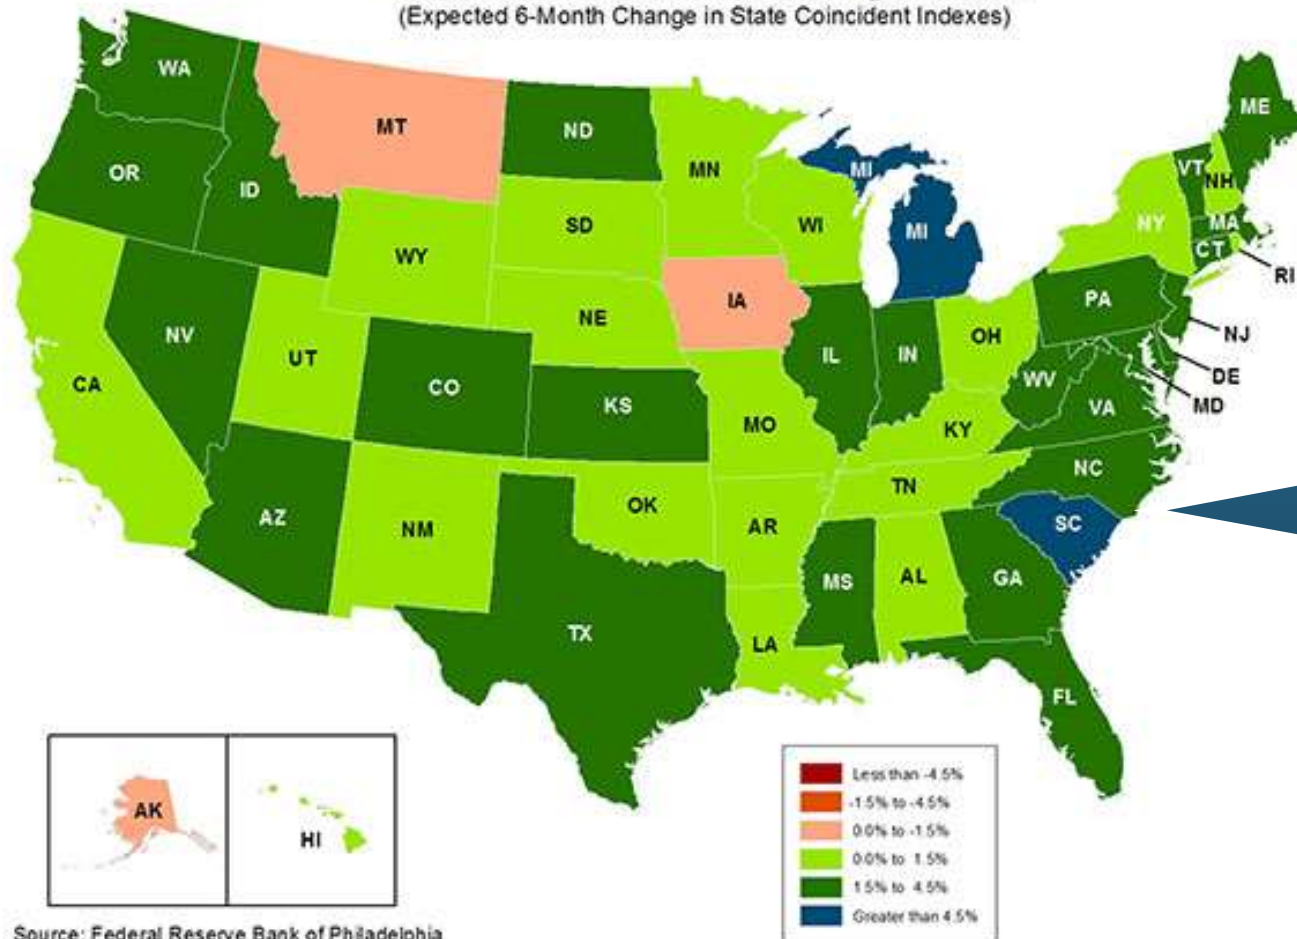 (Expected 6-Month Change in State Coincident Indexes)
WA
MT
ND
MN
ME
OR
ID
MI
VT
NH
SD
WI
MI
NY
MA
WY
CT
RI
IA
PA
NE
NV
UT
IL
IN
OH
NJ
CA
CO
WV
DE
KS
MD
VA
MO
KY
NC
AZ
TN
OK
NM
AR
SC
MS
AL
GA
TX
LA
FL
AK
HI
Less than -4.5%
-1.5% to -4.5%
0.0% to -1.5%
0.0% to 1.5%
1.5% to 4.5%
Greater than 4.5%
Source: Federal Reserve Bank of Philadelphia